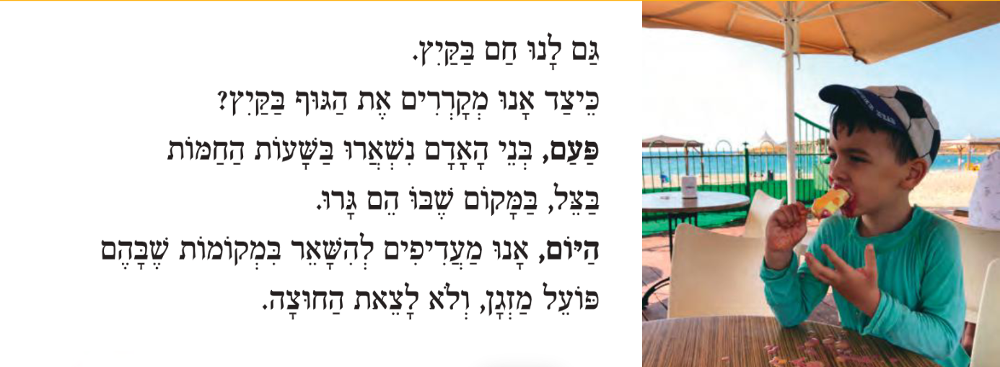 גַּם לָנוּ חַם בַּקַּיִץ.
כֵּיצַד אָנוּ מְקָרְרִים אֶת הַגּוּף בַּקַּיִץ?
פַּעַם, בְּנֵי הָאָדָם נִשְׁאֲרוּ בַּשָּׁעוֹת הַחַמּוֹת
בַּצֵּל, בַּמָּקוֹם שֶׁבּוֹ הֵם גָּרוּ.
הַיּוֹם, אָנוּ מַעֲדִיפִים לְהִשָּׁאֵר בִּמְקוֹמוֹת שֶׁבָּהֶם
פּוֹעֵל מַזְגָן, וְלֹא לָצֵאת הַחוּצָה.